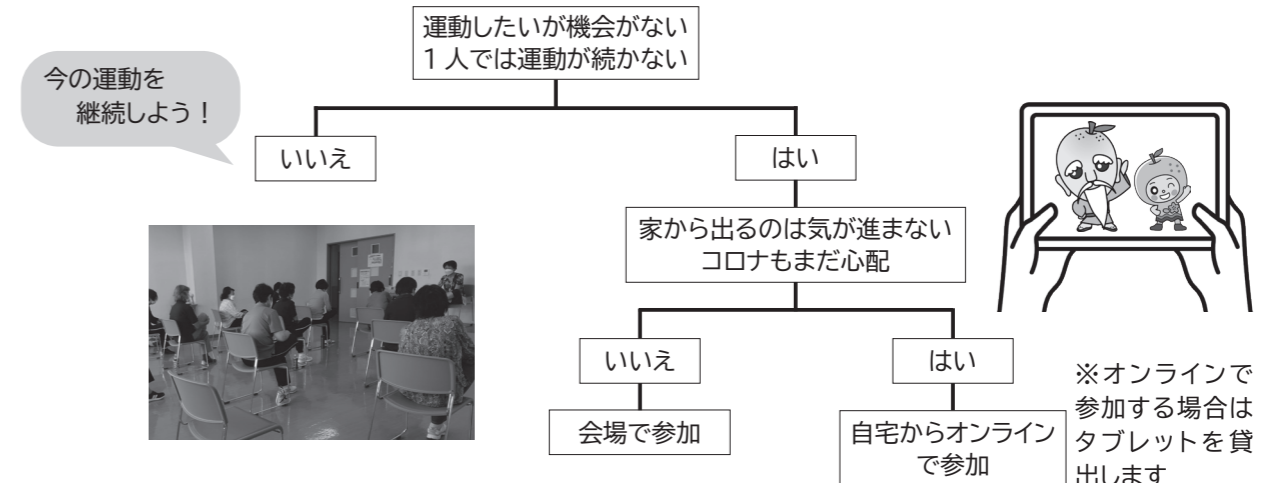 運動したいが機会がない
1人では運動が続かない
今の運動を
継続しよう！
いいえ
はい
家から出るのは気が進まない
コロナもまだ心配
いいえ
はい
会場で参加
自宅からオンライン
で参加
※オンラインで
参加する場合は
タブレットを貸
出します